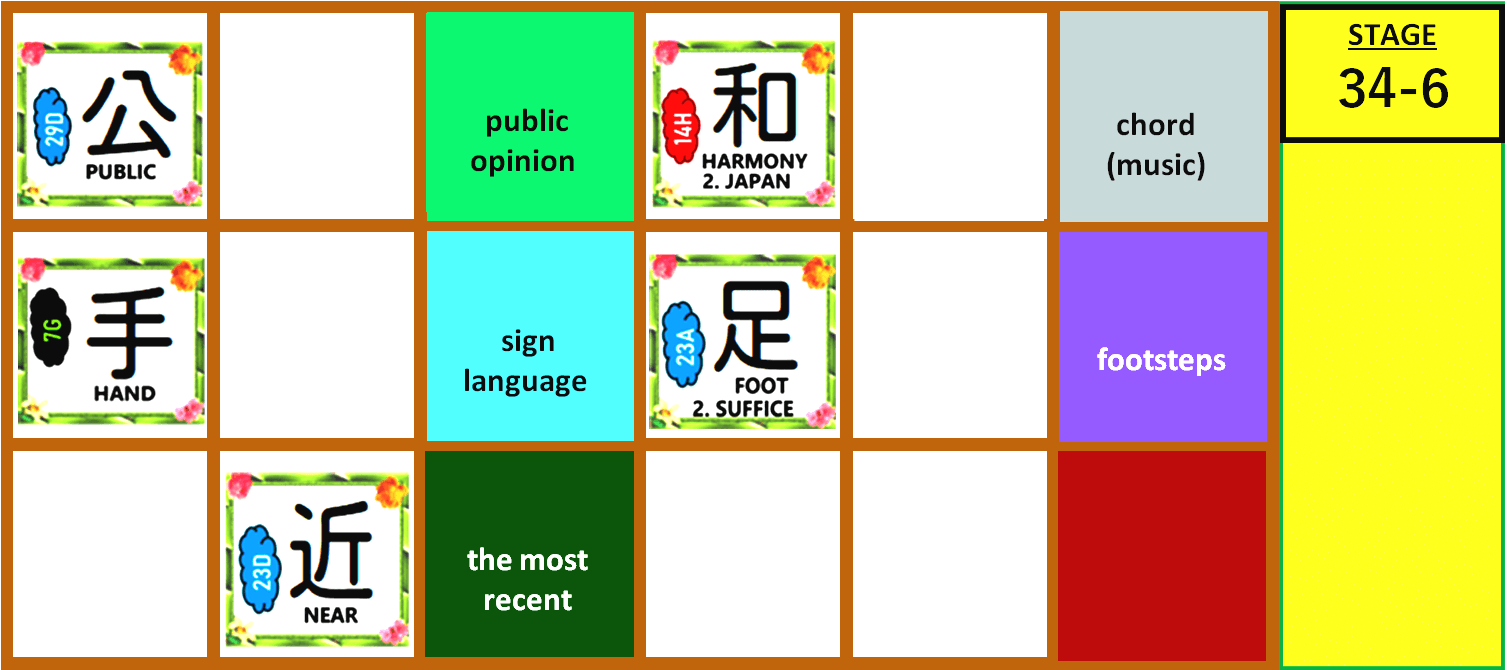 29D
公
PUBLIC
public
opinion
14H
和
HARMONY
2. JAPAN
chord
(music)
STAGE
34-6
7G
手
HAND
sign
language
23A
足
FOOT
2. SUFFICE
footsteps
23D
近
NEAR
the most
recent